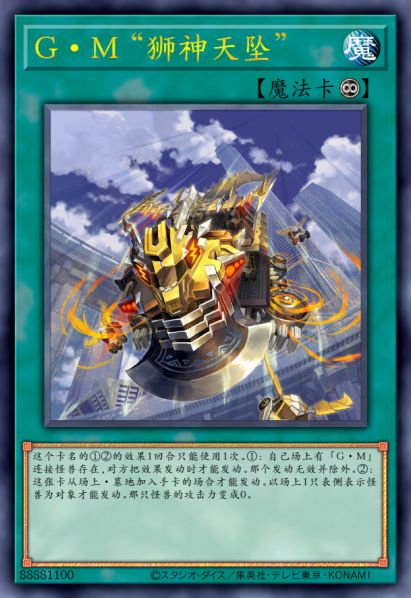 G・M“狮神天坠”
魔
【魔法卡♾】
这个卡名的①②的效果1回合只能使用1次。①：自己场上有「G・M」
连接怪兽存在，对方把效果发动时才能发动。那个发动无效并除外。②：
这张卡从场上・墓地加入手卡的场合才能发动。以场上1只表侧表示怪
兽为对象才能发动。那只怪兽的攻击力变成0。
88881100
©スタジオ・ダイス/集英社・テレビ東京・KONAMI